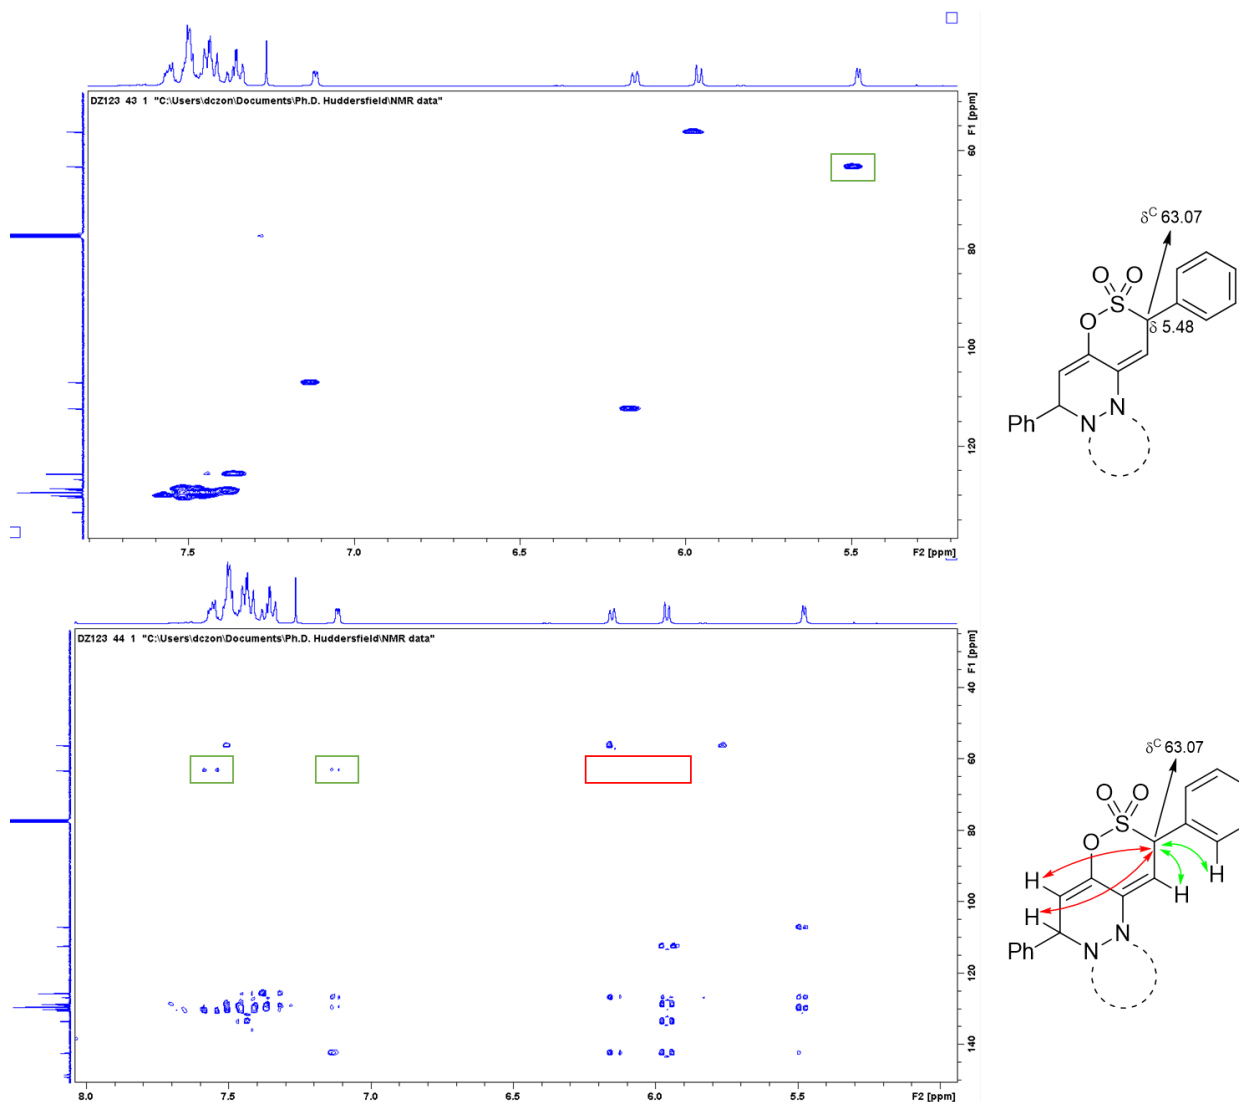 DZ123 43 1 "C:\Users\dczon\Documents\Ph.D. Huddersfield\NMR data"
F1 [ppm]
60
80
100
120
7.5
7.0
6.5
6.0
5.5
F2 [ppm]
δC 63.07
O
O
S
O
δ 5.48
N
N
Ph
DZ123 44 1 "C:\Users\dczon\Documents\Ph.D. Huddersfield\NMR data"
F1 [ppm]
40
60
80
100
120
140
8.0
7.5
7.0
6.5
6.0
5.5
F2 [ppm]
δC 63.07
O
O
S
O
H
H
H
H
N
N
Ph